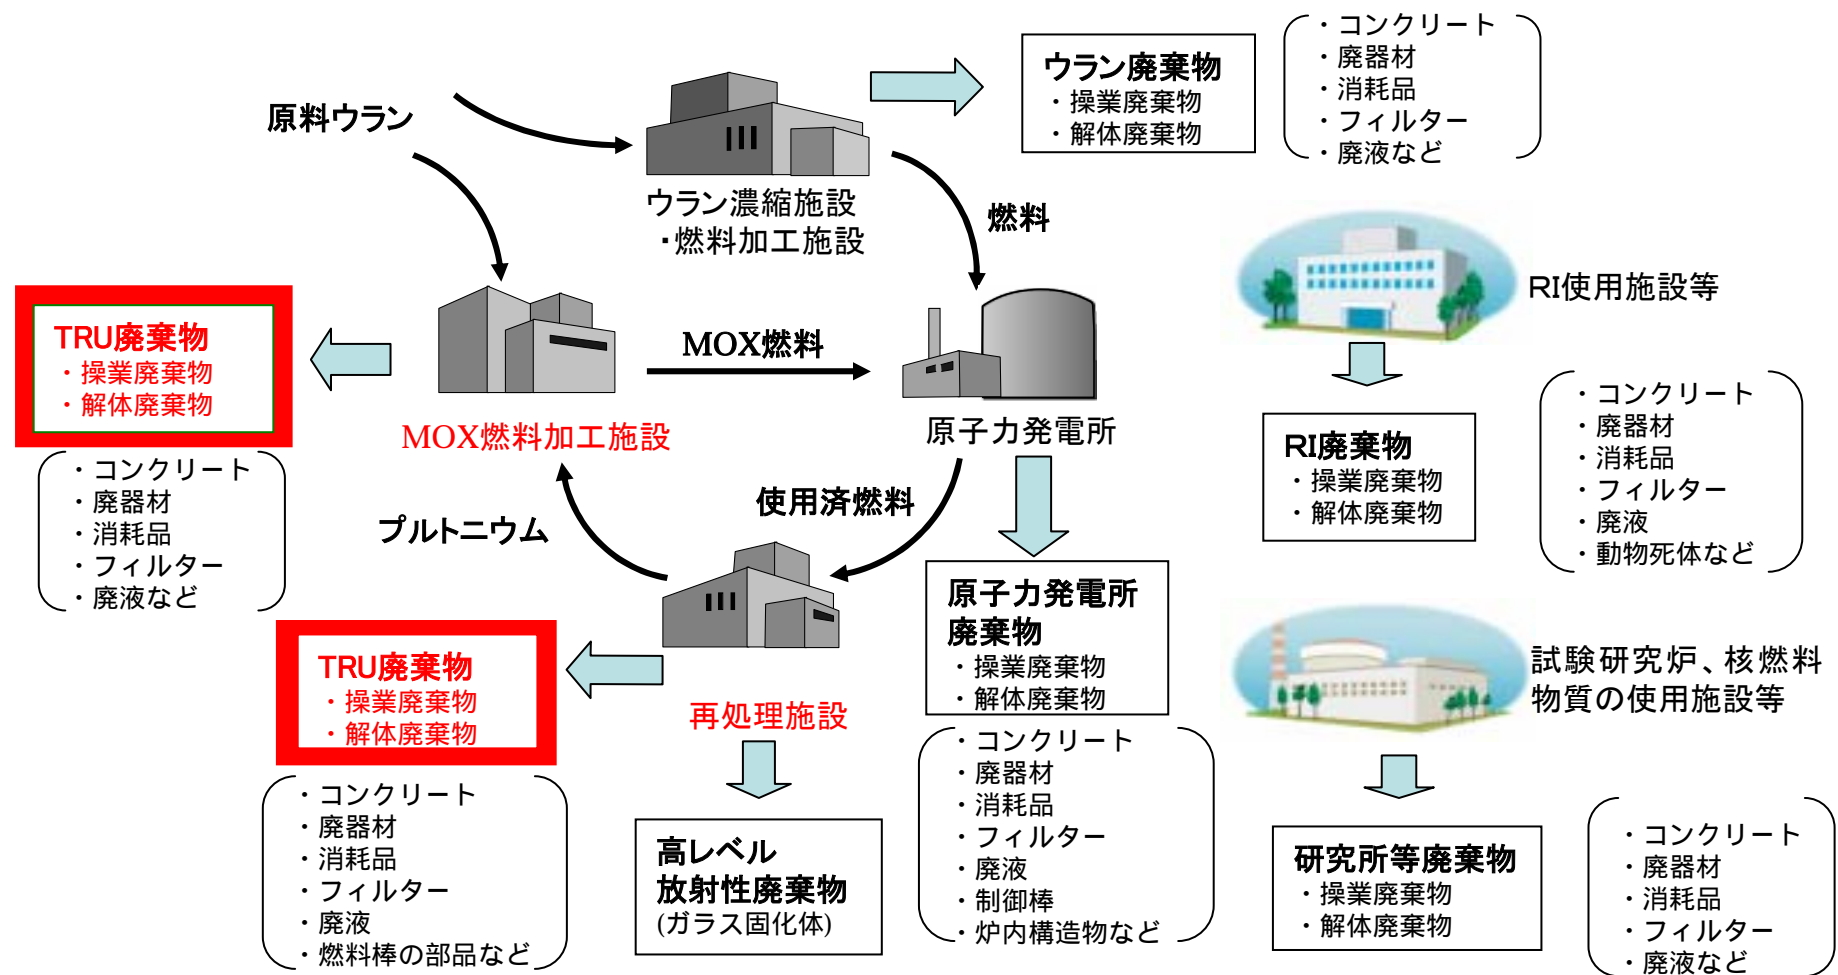 原料ウラン
ウラン濃縮施設
・燃料加工施設
ウラン廃棄物
・操業廃棄物
・解体廃棄物
・コンクリート
・廃器材
・消耗品
・フィルター
・廃液など
燃料
TRU廃棄物
・操業廃棄物
・解体廃棄物
・コンクリート
・廃器材
・消耗品
・フィルター
・廃液など
MOX燃料加工施設
MOX燃料
原子力発電所
使用済燃料
プルトニウム
TRU廃棄物
・操業廃棄物
・解体廃棄物
・コンクリート
・廃器材
・消耗品
・フィルター
・廃液
・燃料棒の部品など
再処理施設
高レベル
放射性廃棄物
(ガラス固化体)
原子力発電所
廃棄物
・操業廃棄物
・解体廃棄物
・コンクリート
・廃器材
・消耗品
・フィルター
・廃液
・制御棒
・炉内構造物など
RI使用施設等
RI廃棄物
・操業廃棄物
・解体廃棄物
・コンクリート
・廃器材
・消耗品
・フィルター
・廃液
・動物死体など
試験研究炉、核燃料
物質の使用施設等
研究所等廃棄物
・操業廃棄物
・解体廃棄物
・コンクリート
・廃器材
・消耗品
・フィルター
・廃液など